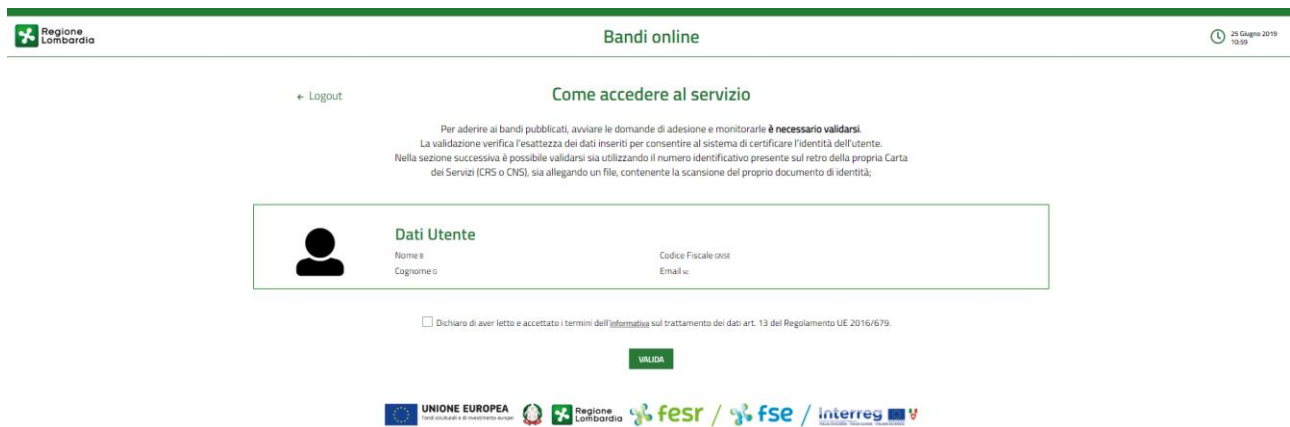 Regione
Lombardia
Bandi online
25 Giugno 2019
10:59
← Logout
Come accedere al servizio
Per aderire ai bandi pubblicati, avviare le domande di adesione e monitorarle è necessario validarsi.
La validazione verifica l'esattezza dei dati inseriti per consentire al sistema di certificare l'identità dell'utente.
Nella sezione successiva è possibile validarsi sia utilizzando il numero identificativo presente sul retro della propria Carta
dei Servizi (CRS o CNS), sia allegando un file, contenente la scansione del proprio documento di identità;
Dati Utente
Nome
Codice Fiscale
Cognome G
Email
Dichiaro di aver letto e accettato i termini dell'informativa sul trattamento dei dati art. 13 del Regolamento UE 2016/679.
VALIDA
UNIONE EUROPEA
Fondi strutturali e di investimento europei
Regione
Lombardia
fesr / fse / Interreg